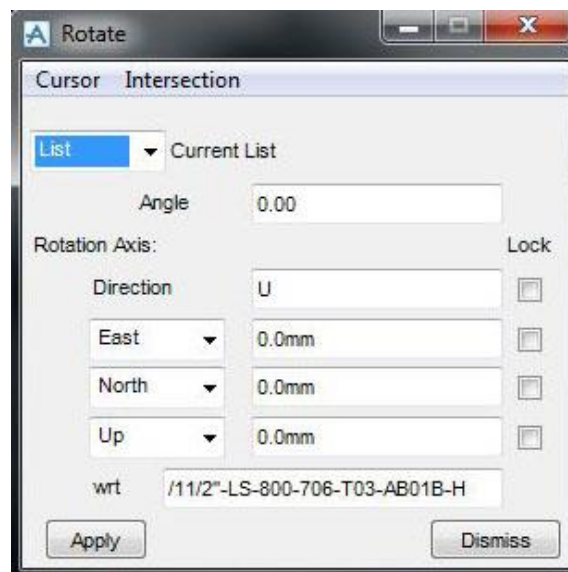 Rotate
Cursor Intersection
List Current List
Angle 0.00
Rotation Axis: Lock
Direction U
East 0.0mm
North 0.0mm
Up 0.0mm
wrt /11/2"-LS-800-706-T03-AB01B-H
Apply Dismiss